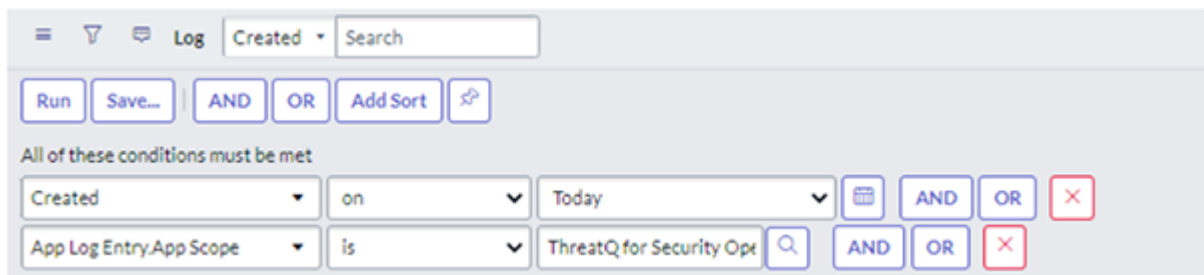 Log Created Search
Run Save... AND OR Add Sort
All of these conditions must be met
Created on Today AND OR
App Log Entry.App Scope is ThreatQ for Security Ope AND OR